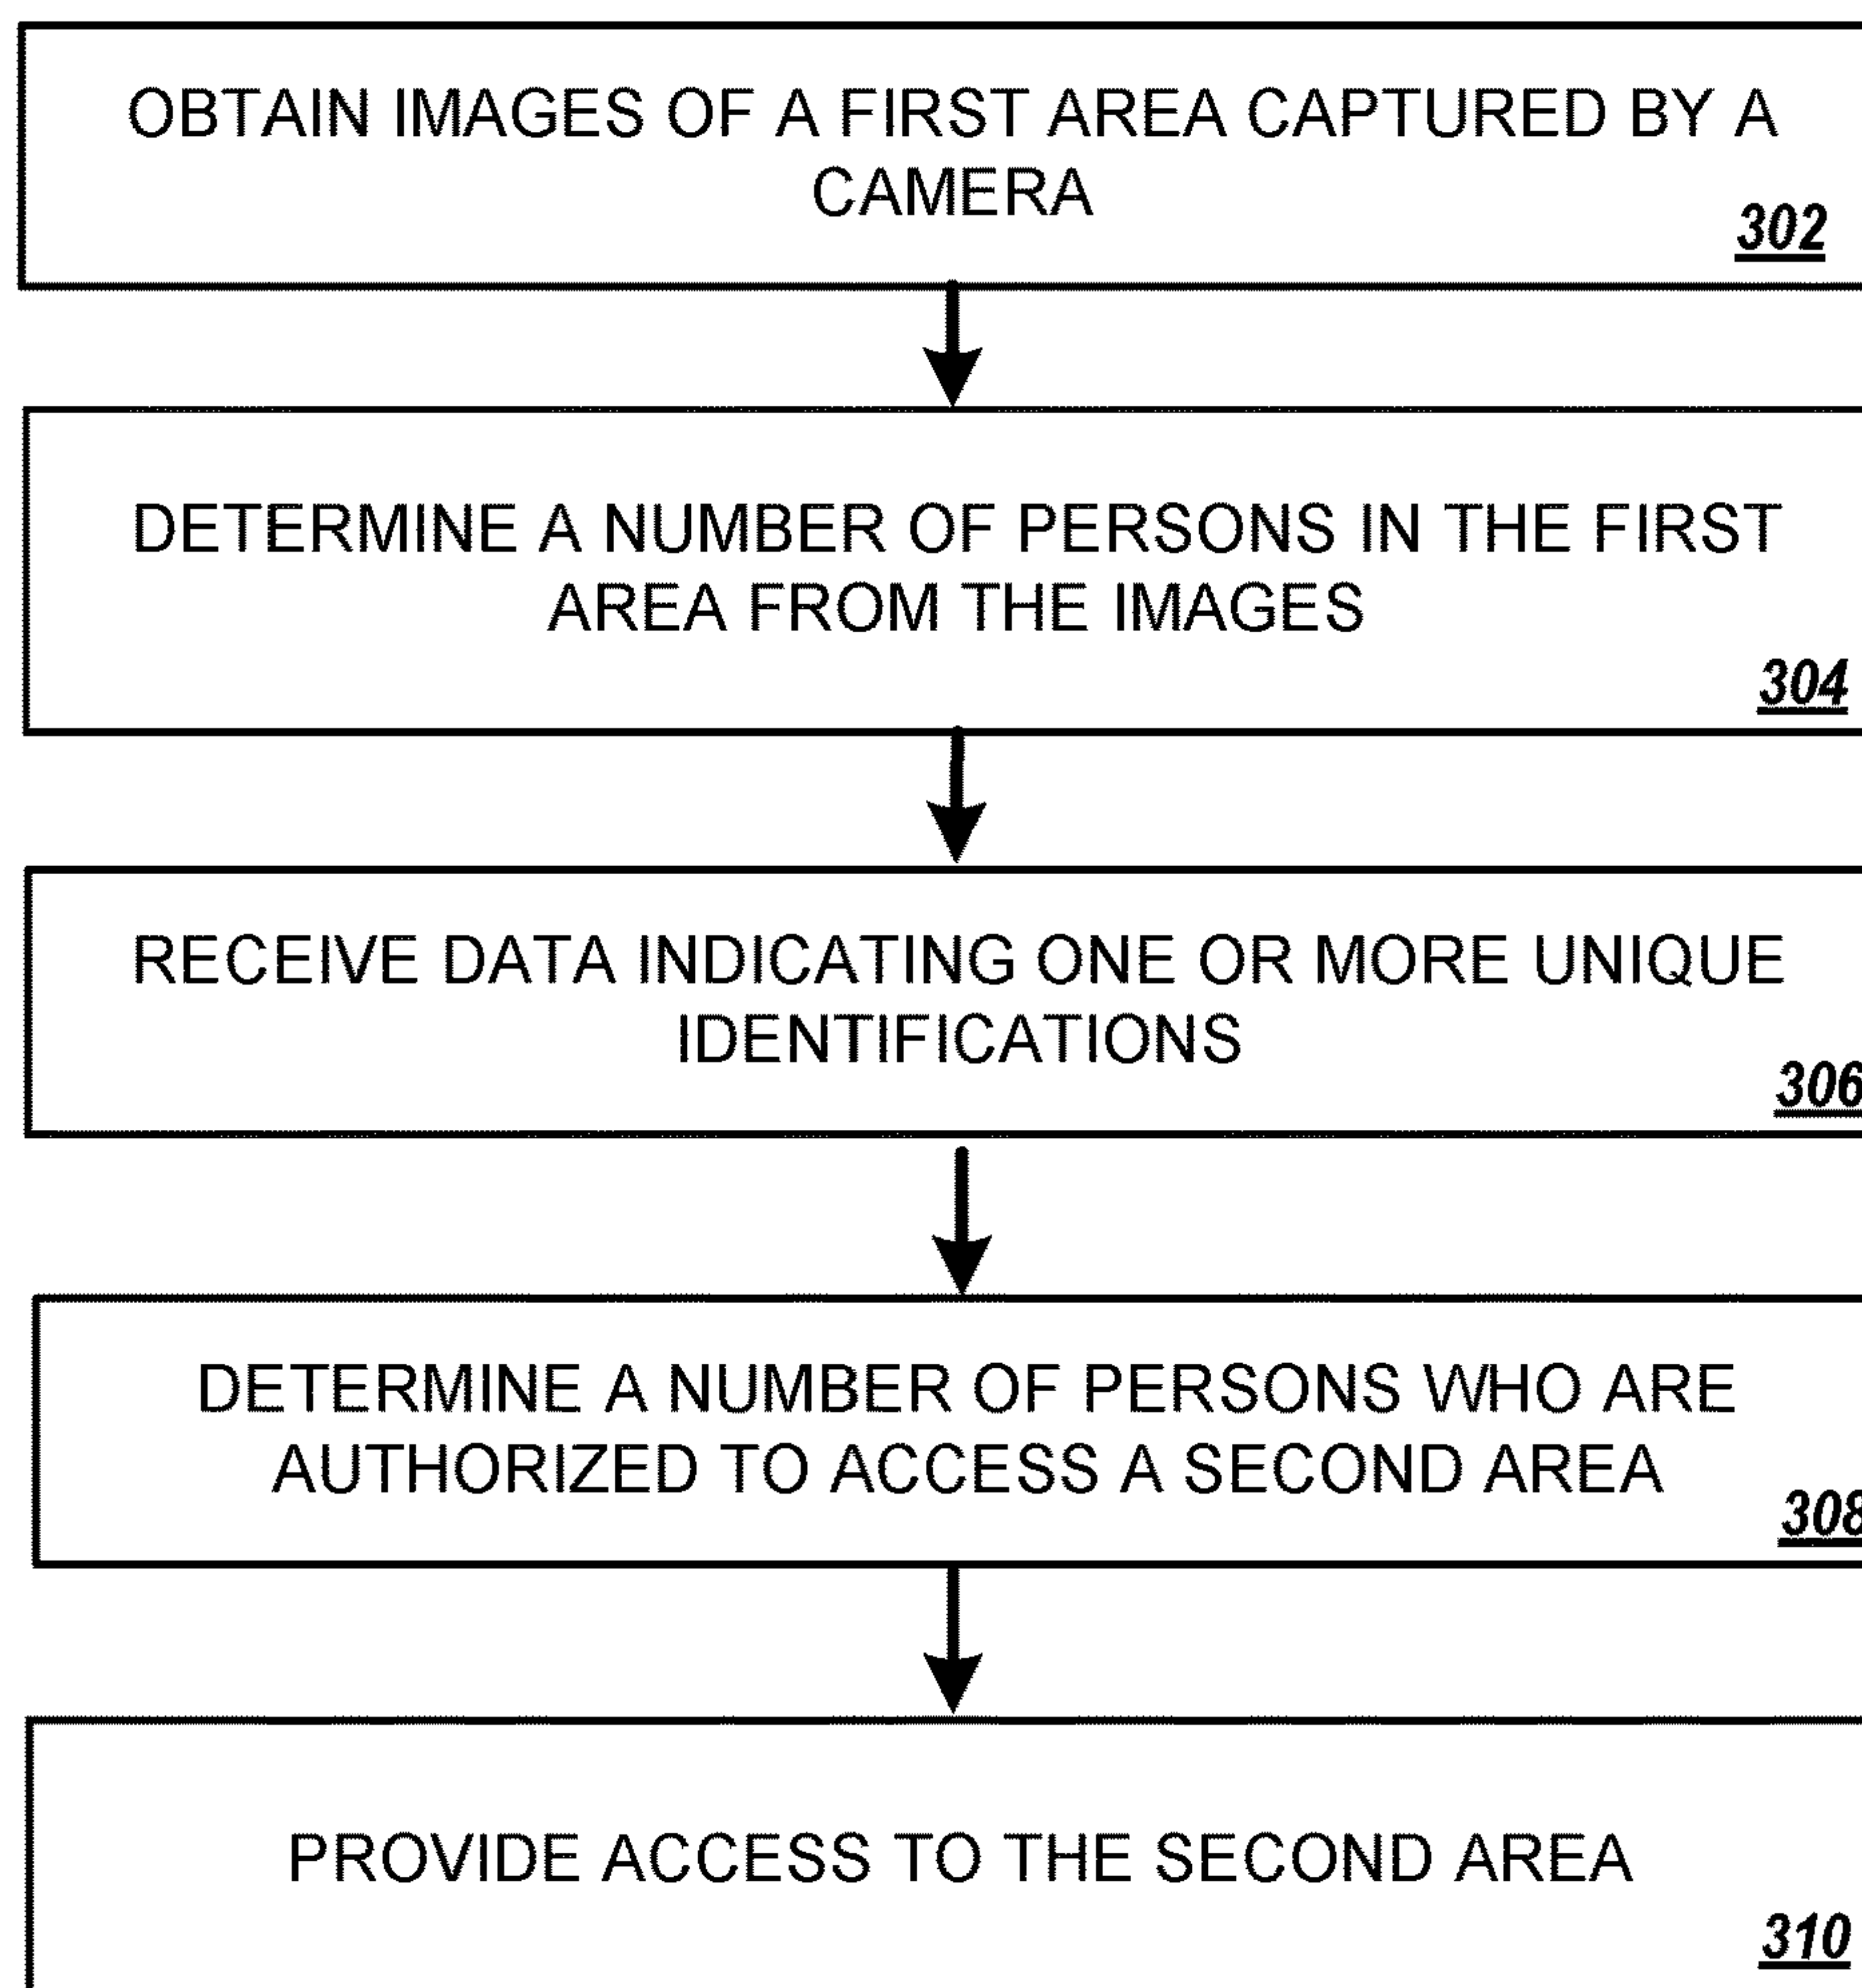 OBTAIN IMAGES OF A FIRST AREA CAPTURED BY A
CAMERA
302
DETERMINE A NUMBER OF PERSONS IN THE FIRST
AREA FROM THE IMAGES
304
RECEIVE DATA INDICATING ONE OR MORE UNIQUE
IDENTIFICATIONS
306
DETERMINE A NUMBER OF PERSONS WHO ARE
AUTHORIZED TO ACCESS A SECOND AREA
308
PROVIDE ACCESS TO THE SECOND AREA
310